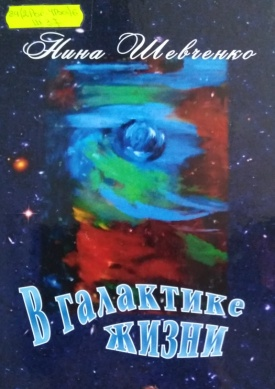 Нина Шевченко
В галактике
жизни